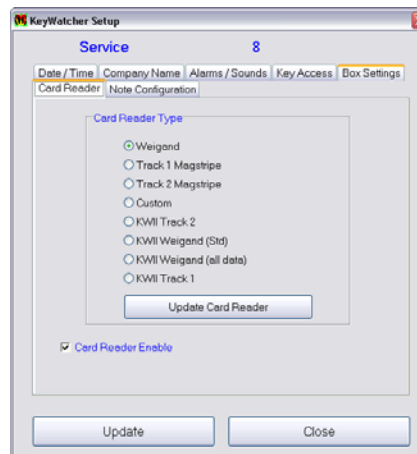 KeyWatcher Setup
Service 8
Date / Time Company Name Alarms / Sounds Key Access Box Settings
Card Reader Note Configuration
Card Reader Type
Weigand
Track 1 Magstripe
Track 2 Magstripe
Custom
KWII Track 2
KWII Weigand (Std)
KWII Weigand (all data)
KWII Track 1
Update Card Reader
Card Reader Enable
Update Close